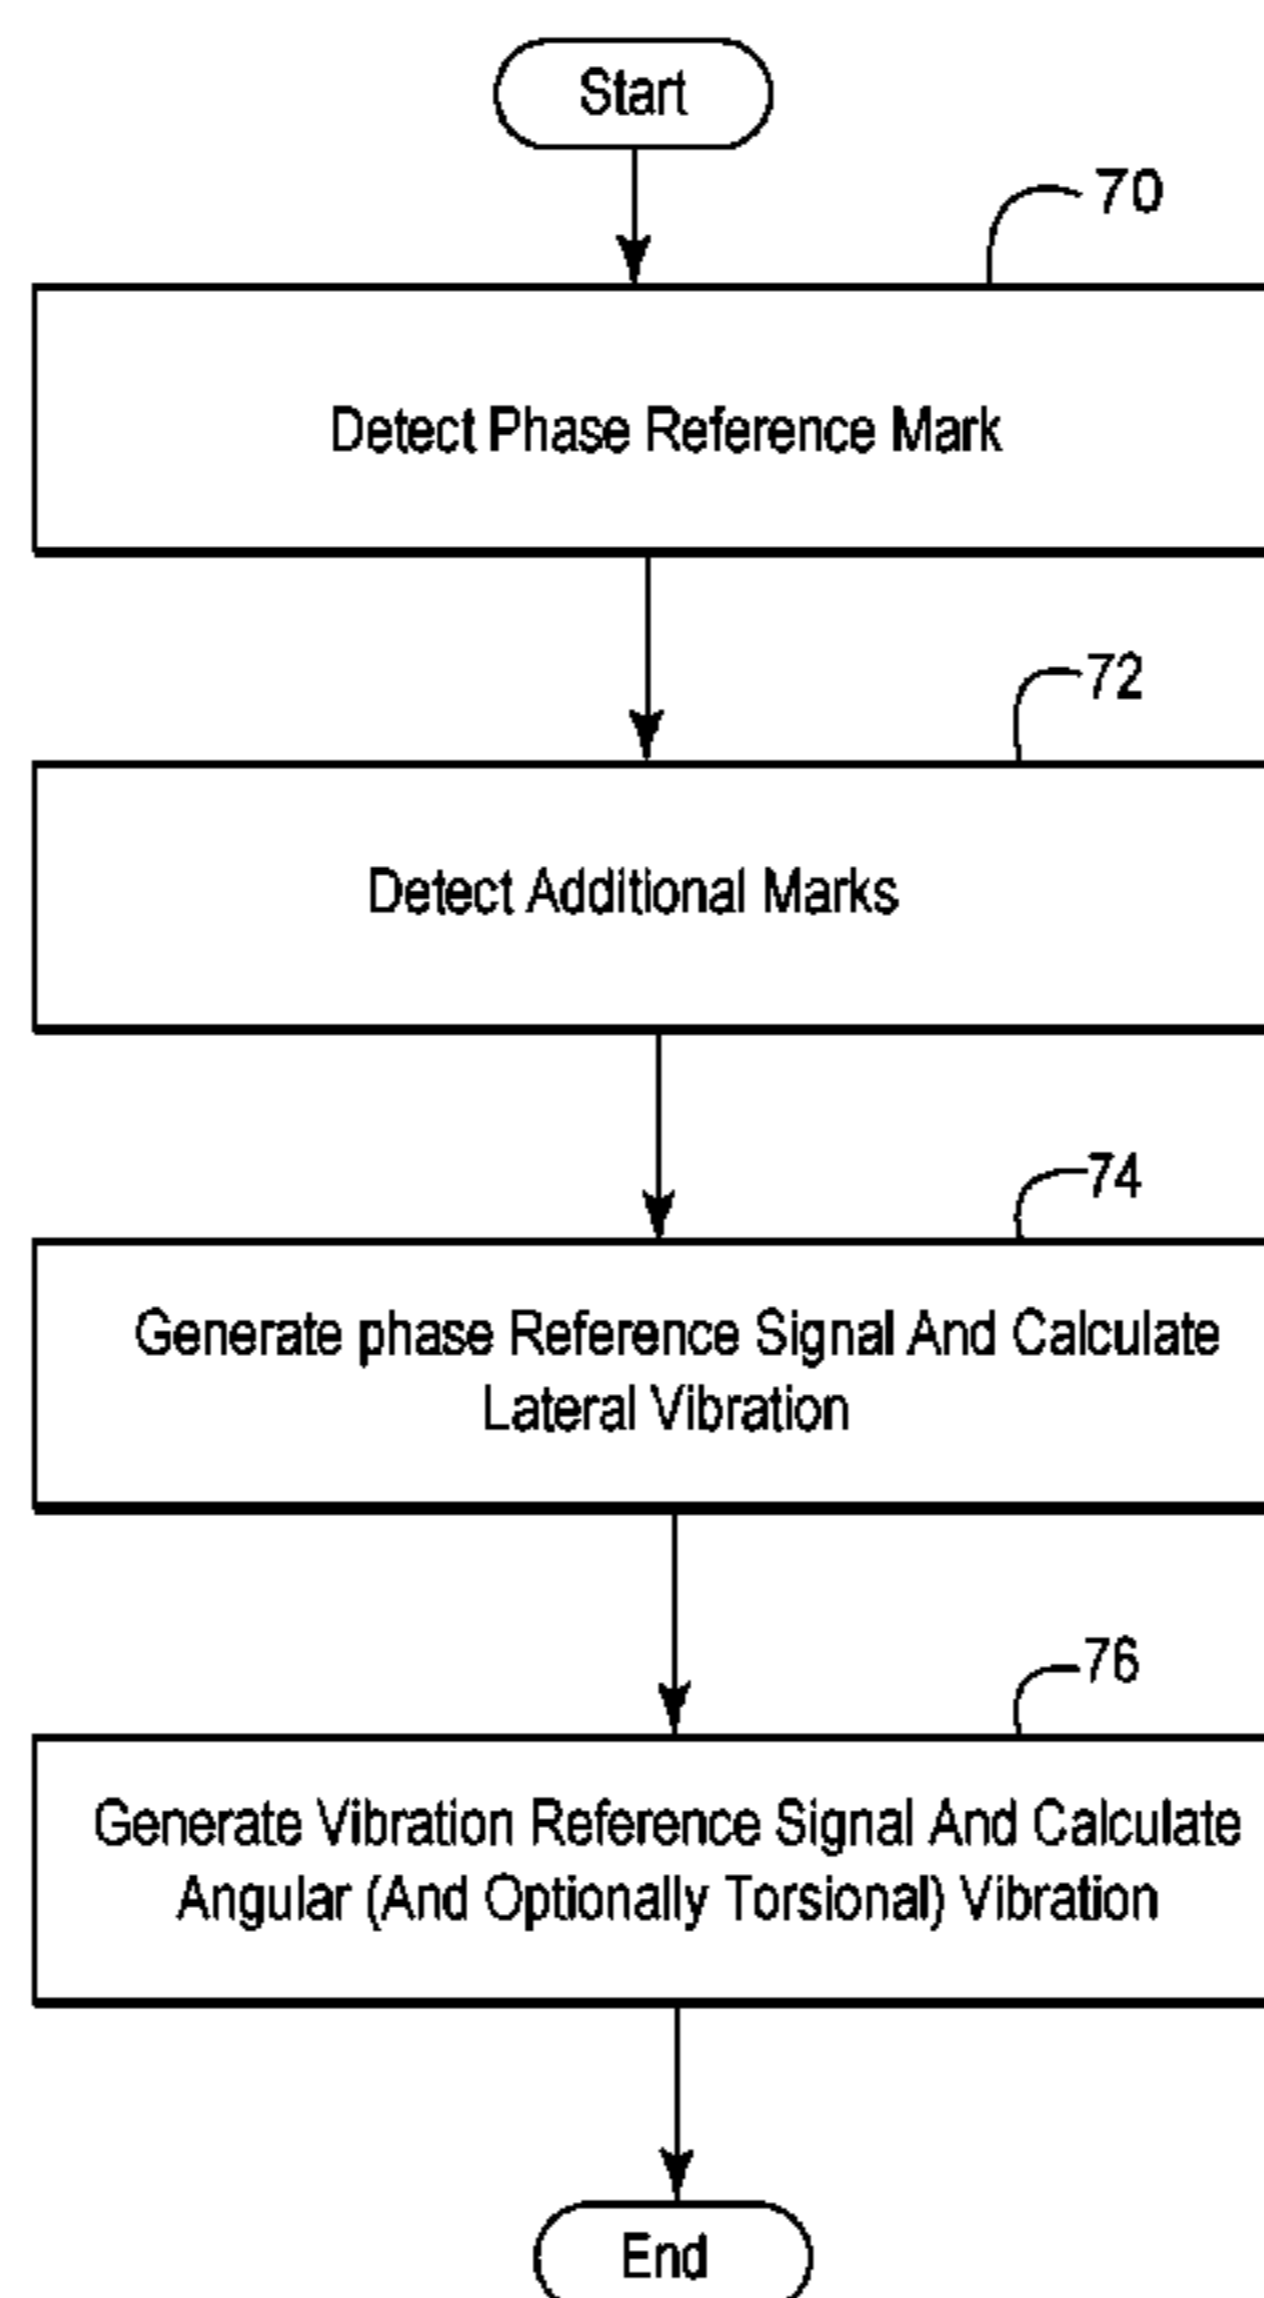 Start
70
Detect Phase Reference Mark
72
Detect Additional Marks
74
Generate phase Reference Signal And Calculate
Lateral Vibration
76
Generate Vibration Reference Signal And Calculate
Angular (And Optionally Torsional) Vibration
End